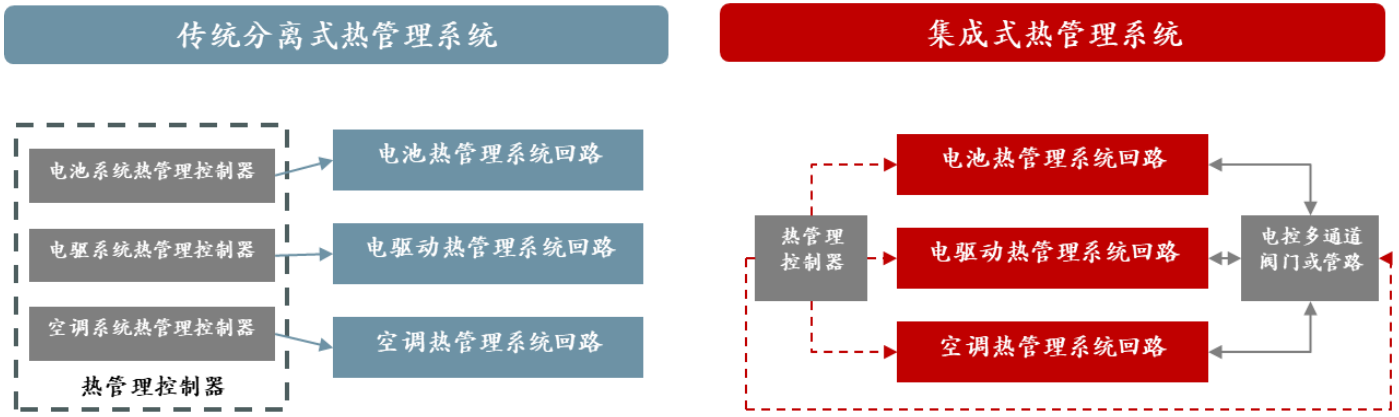 传统分离式热管理系统
电池系统热管理控制器
电驱系统热管理控制器
空调系统热管理控制器
热管理控制器
电池热管理系统回路
电驱动热管理系统回路
空调热管理系统回路
集成式热管理系统
热管理
控制器
电池热管理系统回路
电驱动热管理系统回路
空调热管理系统回路
电控多通道
阀门或管路